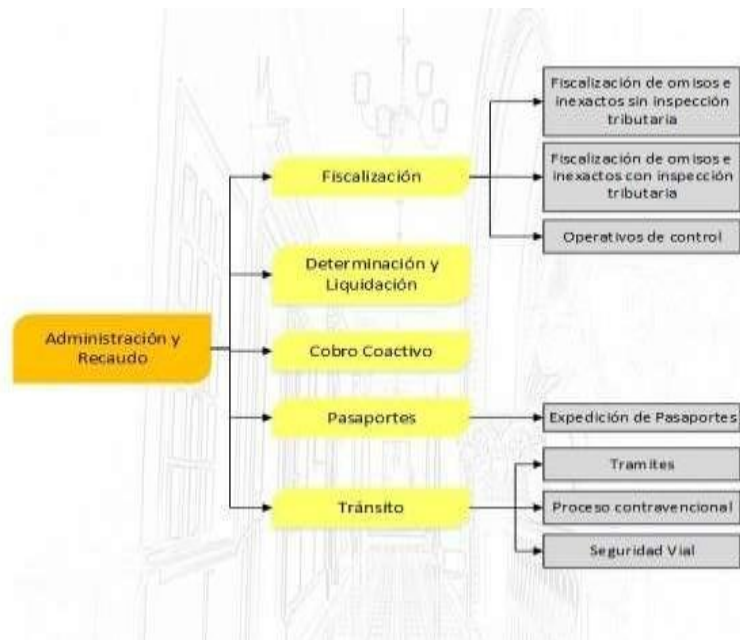 Fiscalización de omisos e
inexactos sin inspección
tributaria
Fiscalización
Fiscalización de omisos e
inexactos con inspección
tributaria
Operativos de control
Determinación y
Liquidación
Administración y
Recaudo
Cobro Coactivo
Pasaportes
Expedición de Pasaportes
Tránsito
Tramites
Proceso contravencional
Seguridad Vial